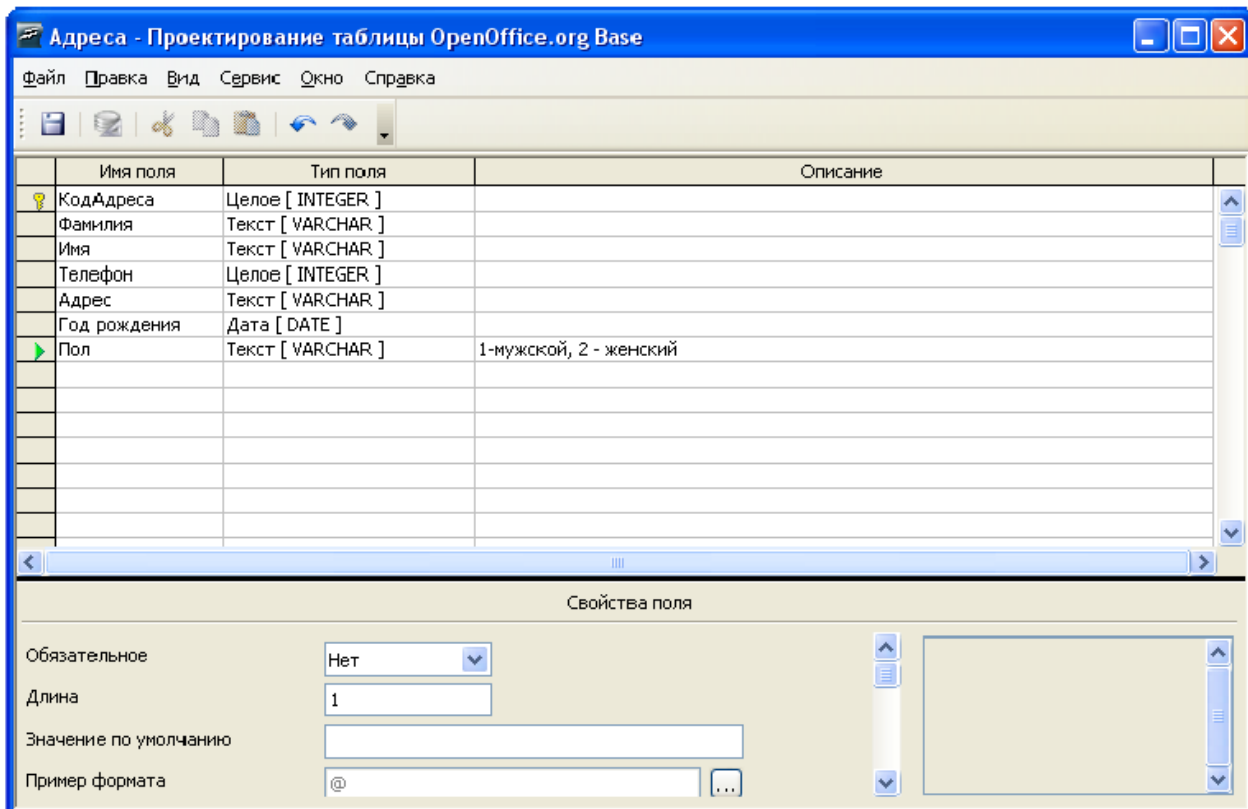 Адреса - Проектирование таблицы OpenOffice.org Base
Файл Правка Вид Сервис Окно Справка
Имя поля Тип поля Описание
КодАдреса Целое [ INTEGER ]
Фамилия Текст [ VARCHAR ]
Имя Текст [ VARCHAR ]
Телефон Целое [ INTEGER ]
Адрес Текст [ VARCHAR ]
Год рождения Дата [ DATE ]
Пол Текст [ VARCHAR ] 1-мужской, 2 - женский
Свойства поля
Обязательное Нет
Длина 1
Значение по умолчанию
Пример формата @ ...